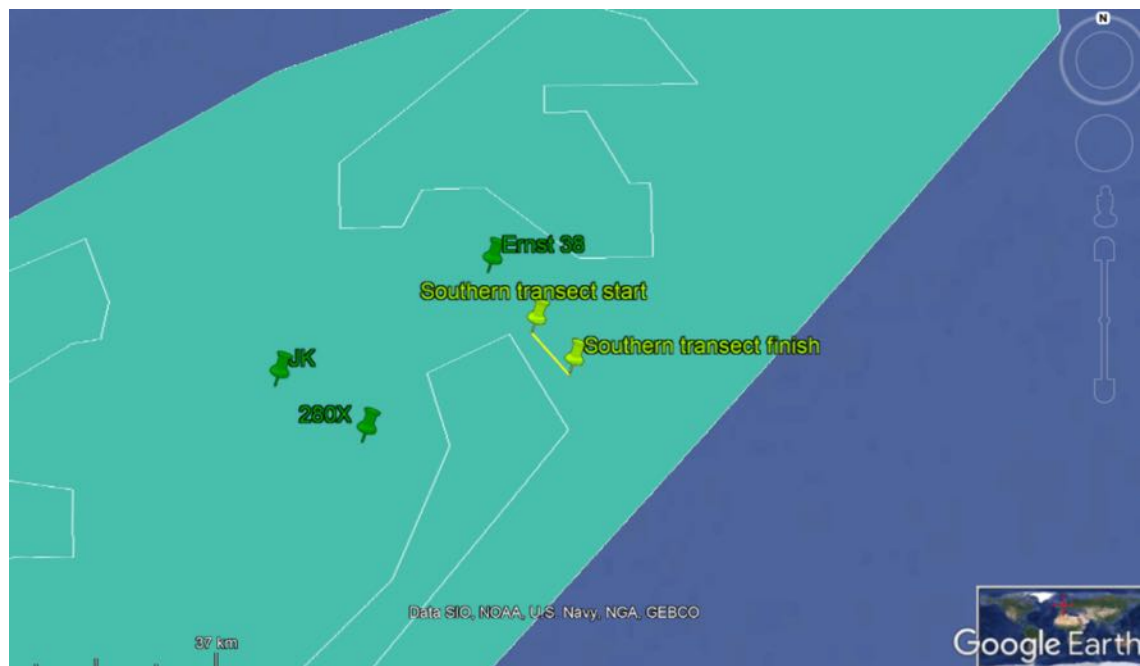 N
Ernst 38
Southern transect start
Southern transect finish
JK
280X
Data SIO, NOAA, U.S. Navy, NGA, GEBCO
37 km
Google Earth